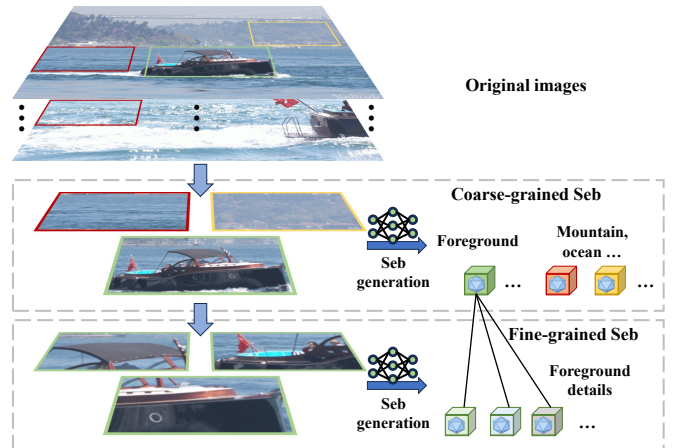 Original images
Coarse-grained Seb
Foreground
Mountain,
ocean ...
Seb
generation
...
...
Fine-grained Seb
Foreground
details
Seb
generation
...